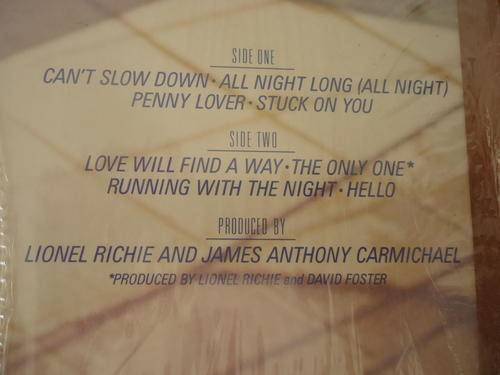 SIDE ONE
CAN'T SLOW DOWN • ALL NIGHT LONG (ALL NIGHT)
PENNY LOVER • STUCK ON YOU
SIDE TWO
LOVE WILL FIND A WAY • THE ONLY ONE*
RUNNING WITH THE NIGHT • HELLO
PRODUCED BY
LIONEL RICHIE AND JAMES ANTHONY CARMICHAEL
*PRODUCED BY LIONEL RICHIE and DAVID FOSTER